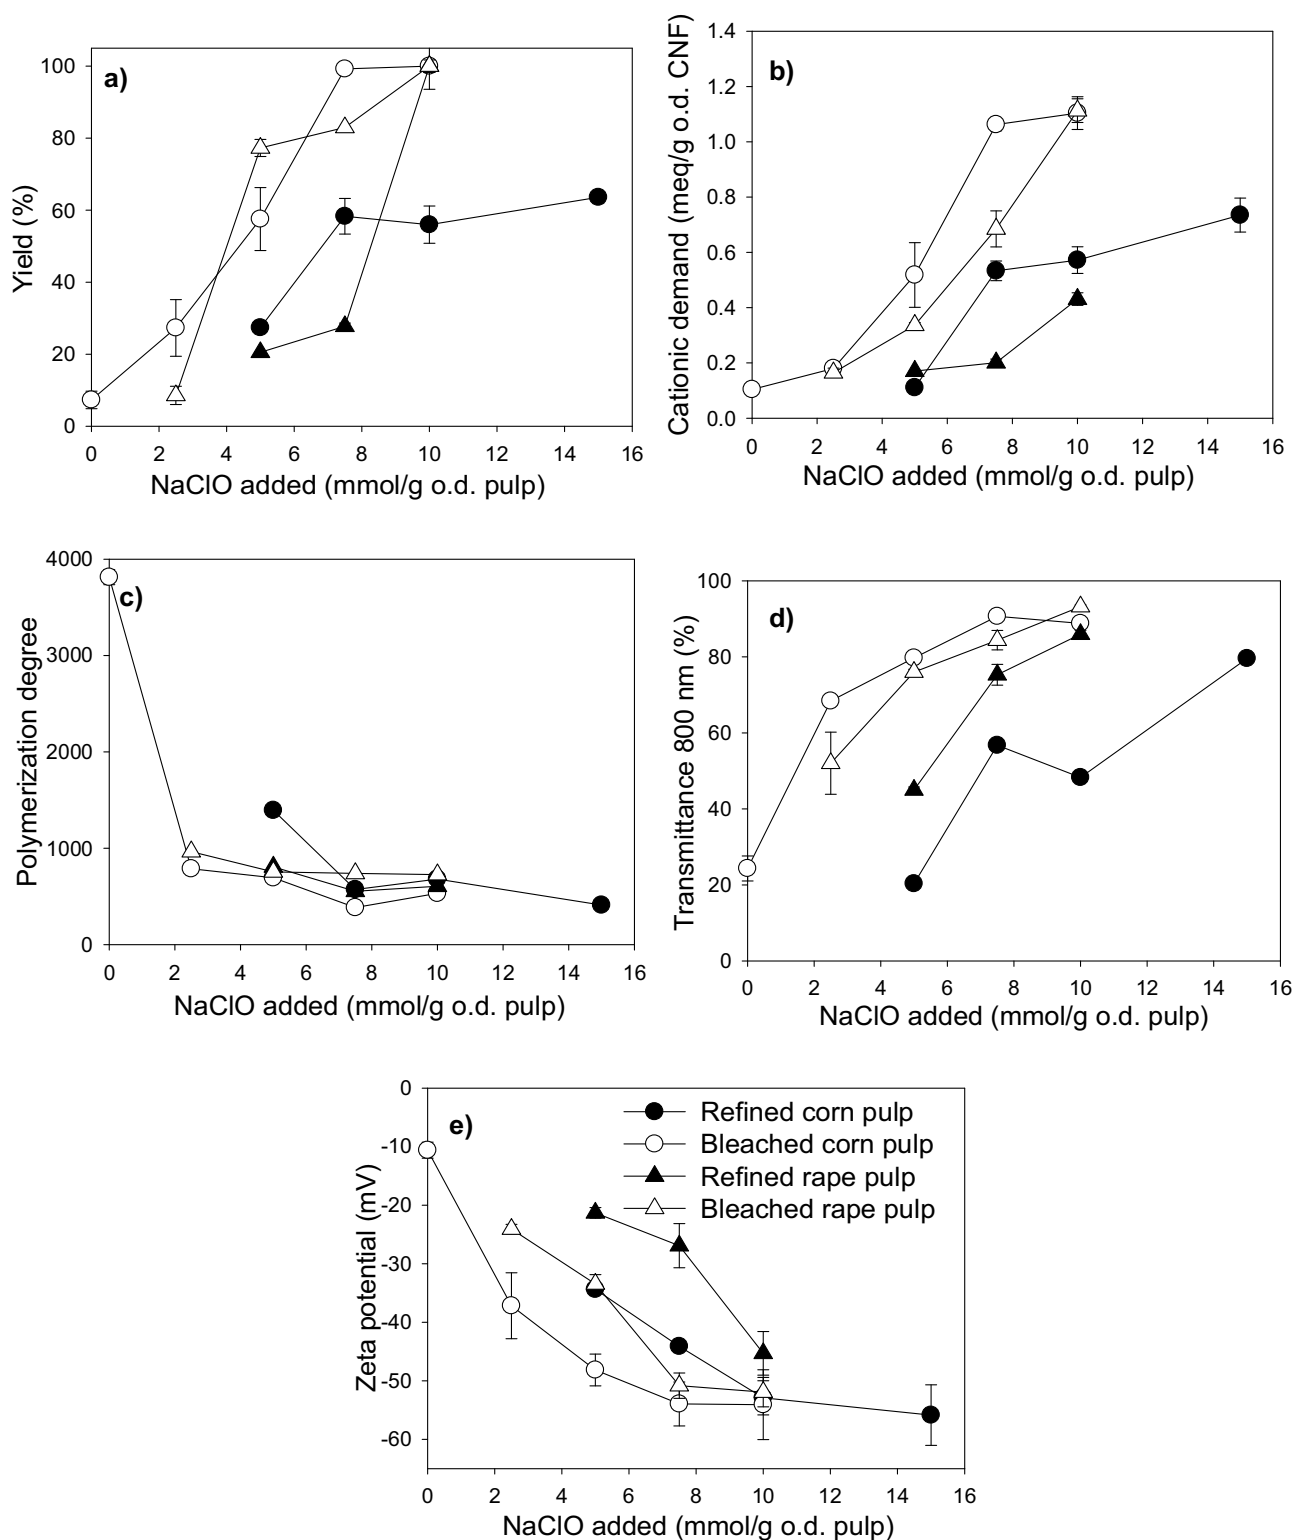 a)
100
80
60
40
20
0
Yield (%)
0 2 4 6 8 10 12 14 16
NaClO added (mmol/g o.d. pulp)
b)
1.4
1.2
1.0
0.8
0.6
0.4
0.2
0.0
Cationic demand (meq/g o.d. CNF)
0 2 4 6 8 10 12 14 16
NaClO added (mmol/g o.d. pulp)
c)
4000
3000
2000
1000
0
Polymerization degree
0 2 4 6 8 10 12 14 16
NaClO added (mmol/g o.d. pulp)
d)
100
80
60
40
20
0
Transmittance 800 nm (%)
0 2 4 6 8 10 12 14 16
NaClO added (mmol/g o.d. pulp)
e)
0
-10
-20
-30
-40
-50
-60
Zeta potential (mV)
Refined corn pulp
Bleached corn pulp
Refined rape pulp
Bleached rape pulp
0 2 4 6 8 10 12 14 16
NaClO added (mmol/g o.d. pulp)